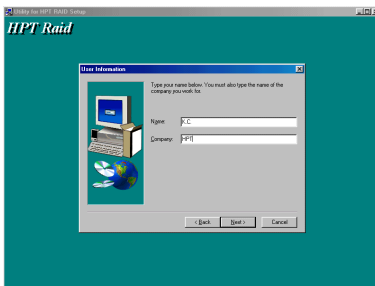 Utility for HPT RAID Setup
HPT Raid
User Information
Type your name below. You must also type the name of the
company you work for.
Name: K.C.
Company: HPT
< Back Next > Cancel